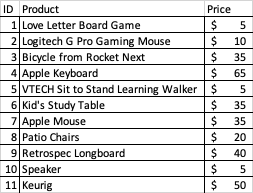 ID Product Price
1 Love Letter Board Game $ 5
2 Logitech G Pro Gaming Mouse $ 10
3 Bicycle from Rocket Next $ 35
4 Apple Keyboard $ 65
5 VTECH Sit to Stand Learning Walker $ 5
6 Kid's Study Table $ 35
7 Apple Mouse $ 35
8 Patio Chairs $ 20
9 Retrospec Longboard $ 40
10 Speaker $ 5
11 Keurig $ 50